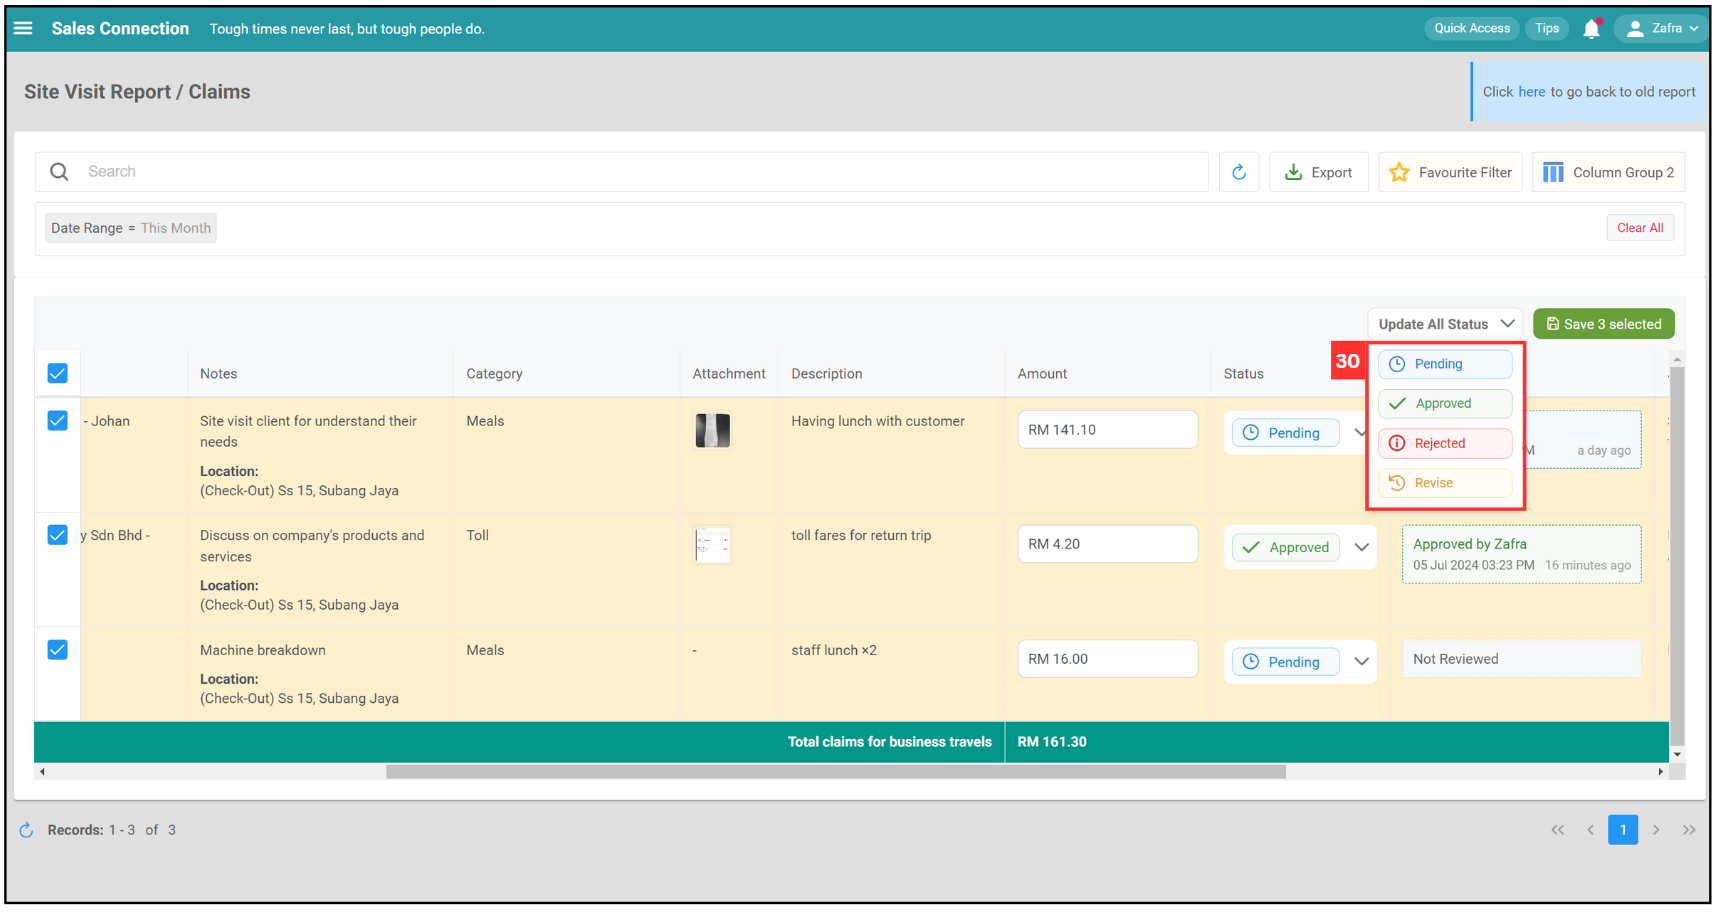 Sales Connection Tough times never last, but tough people do. Quick Access Tips Zafra
Site Visit Report / Claims
Click here to go back to old report
Search Export Favourite Filter Column Group 2
Date Range = This Month Clear All
Update All Status Save 3 selected
30 Pending
Notes Category Attachment Description Amount Status
Approved
- Johan Site visit client for understand their Meals Having lunch with customer RM 141.10 Pending
needs
Rejected
M a day ago
Location:
(Check-Out) Ss 15, Subang Jaya
Revise
y Sdn Bhd - Discuss on company's products and Toll toll fares for return trip RM 4.20 Approved Approved by Zafra
services
05 Jul 2024 03:23 PM 16 minutes ago
Location:
(Check-Out) Ss 15, Subang Jaya
Machine breakdown Meals - staff lunch ×2 RM 16.00 Pending Not Reviewed
Location:
(Check-Out) Ss 15, Subang Jaya
Total claims for business travels RM 161.30
Records: 1 - 3 of 3 1